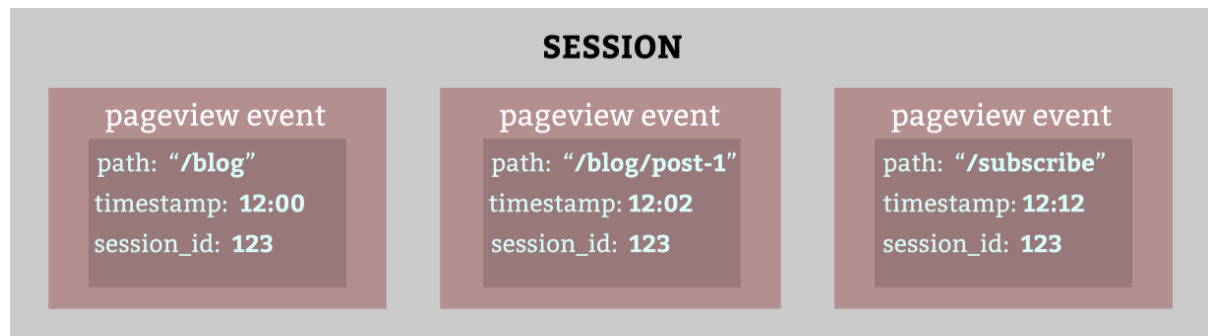 SESSION
pageview event
path: “/blog”
timestamp: 12:00
session_id: 123
pageview event
path: “/blog/post-1”
timestamp: 12:02
session_id: 123
pageview event
path: “/subscribe”
timestamp: 12:12
session_id: 123